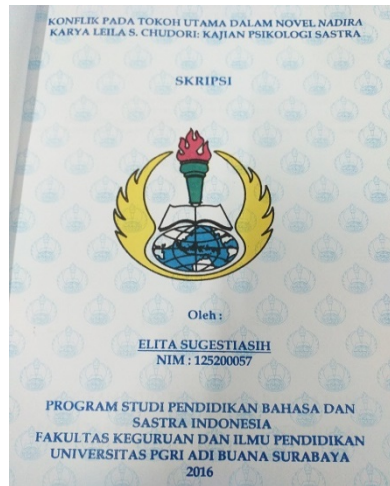 KONFLIK PADA TOKOH UTAMA DALAM NOVEL NADIRA
KARYA LEILA S. CHUDORI: KAJIAN PSIKOLOGI SASTRA
SKRIPSI
Oleh :
ELITA SUGESTIASIH
NIM : 125200057
PROGRAM STUDI PENDIDIKAN BAHASA DAN
SASTRA INDONESIA
FAKULTAS KEGURUAN DAN ILMU PENDIDIKAN
UNIVERSITAS PGRI ADI BUANA SURABAYA
2016